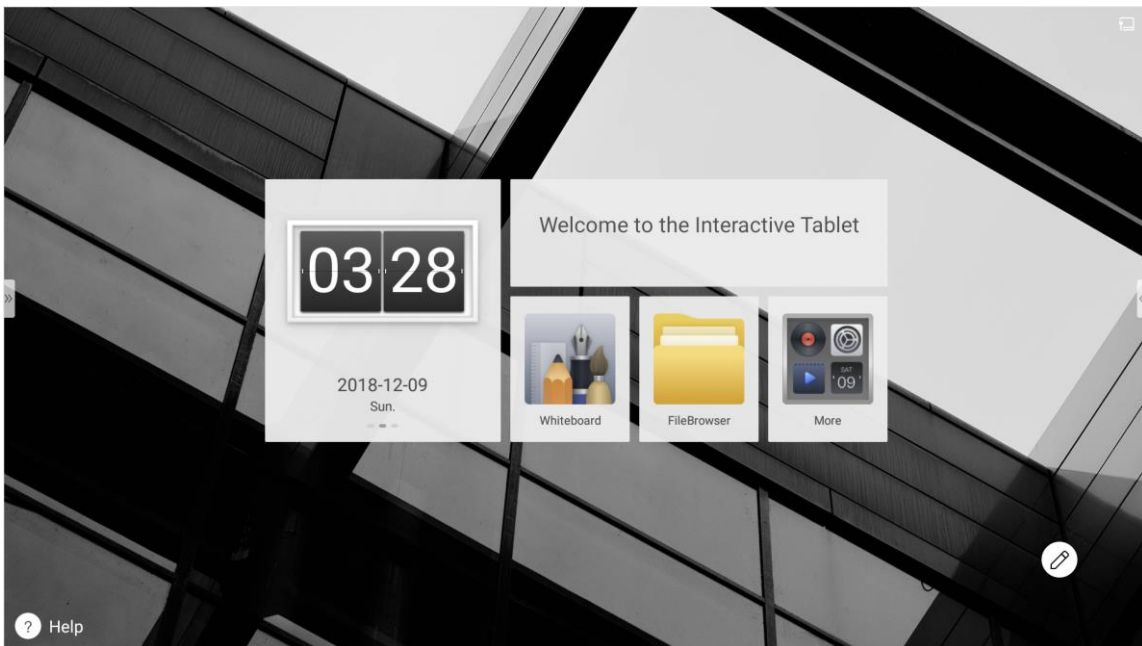 03 28
2018-12-09
Sun.
Welcome to the Interactive Tablet
Whiteboard
FileBrowser
More
SAT
09
? Help